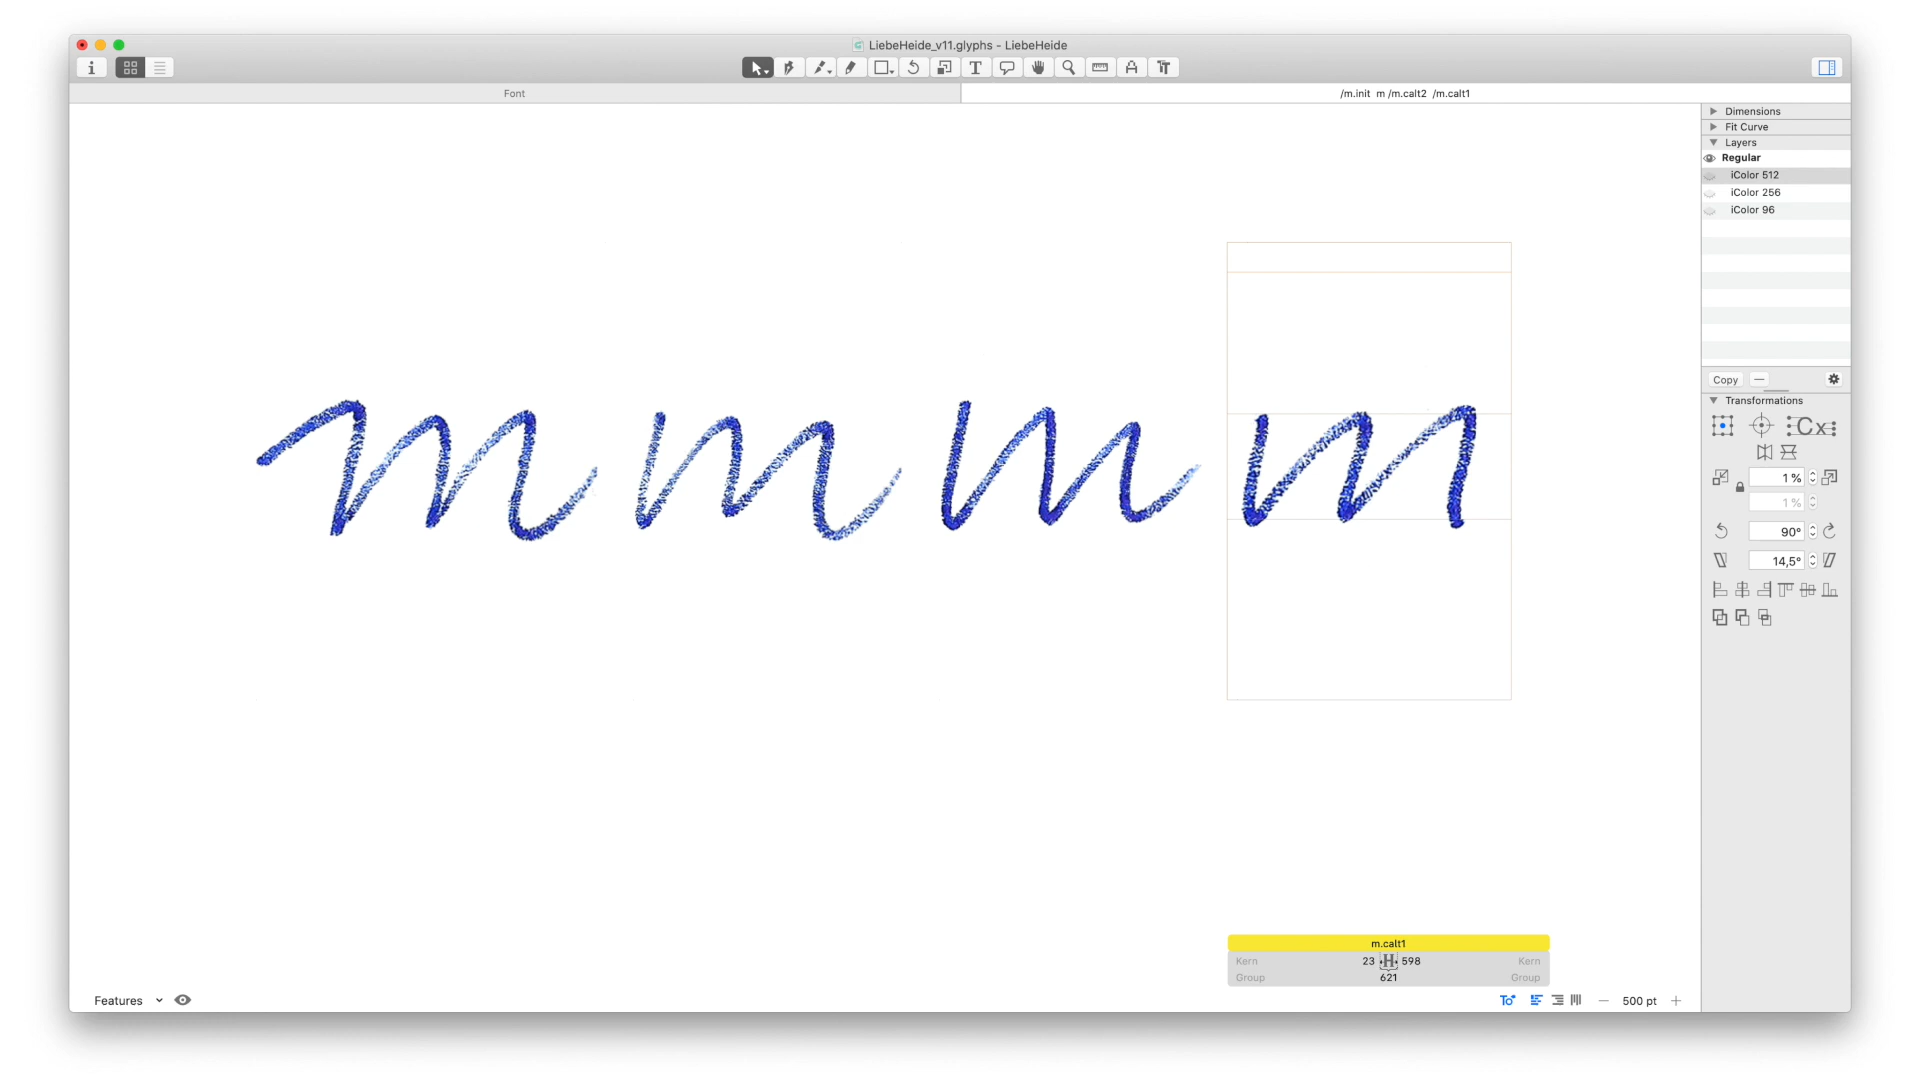 LiebeHeide_v11.glyphs - LiebeHeide
Font
/m.init m /m.calt2 /m.calt1
Dimensions
Fit Curve
Layers
Regular
iColor 512
iColor 256
iColor 96
m m m m
Copy
Transformations
1 %
1 %
90°
14,5°
m.calt1
Kern 23 H 598 Kern
Group 621 Group
Features
500 pt